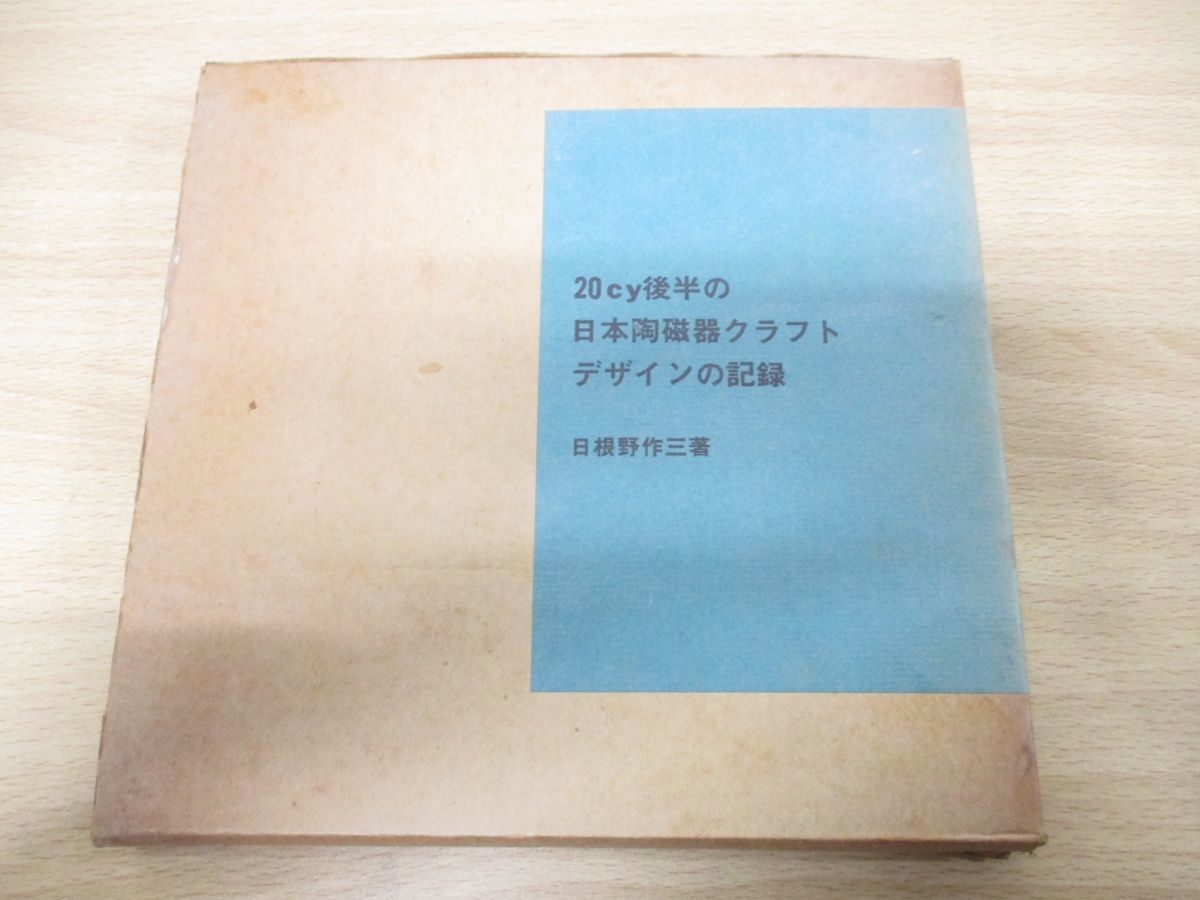 20cy後半の
日本陶磁器クラフト
デザインの記録
日根野作三著